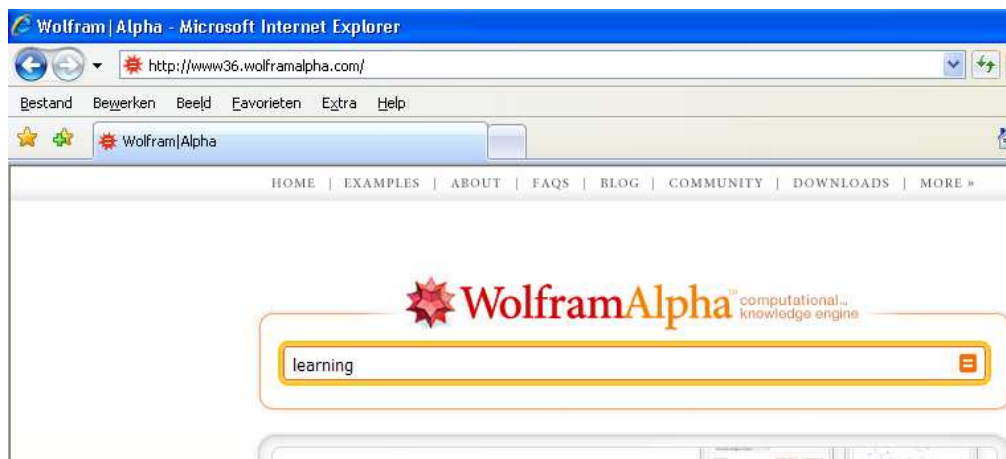 Wolfram|Alpha - Microsoft Internet Explorer
http://www36.wolframalpha.com/
Bestand Bewerken Beeld Favorieten Extra Help
Wolfram|Alpha
HOME | EXAMPLES | ABOUT | FAQS | BLOG | COMMUNITY | DOWNLOADS | MORE »
WolframAlpha™ computational..
knowledge engine
learning